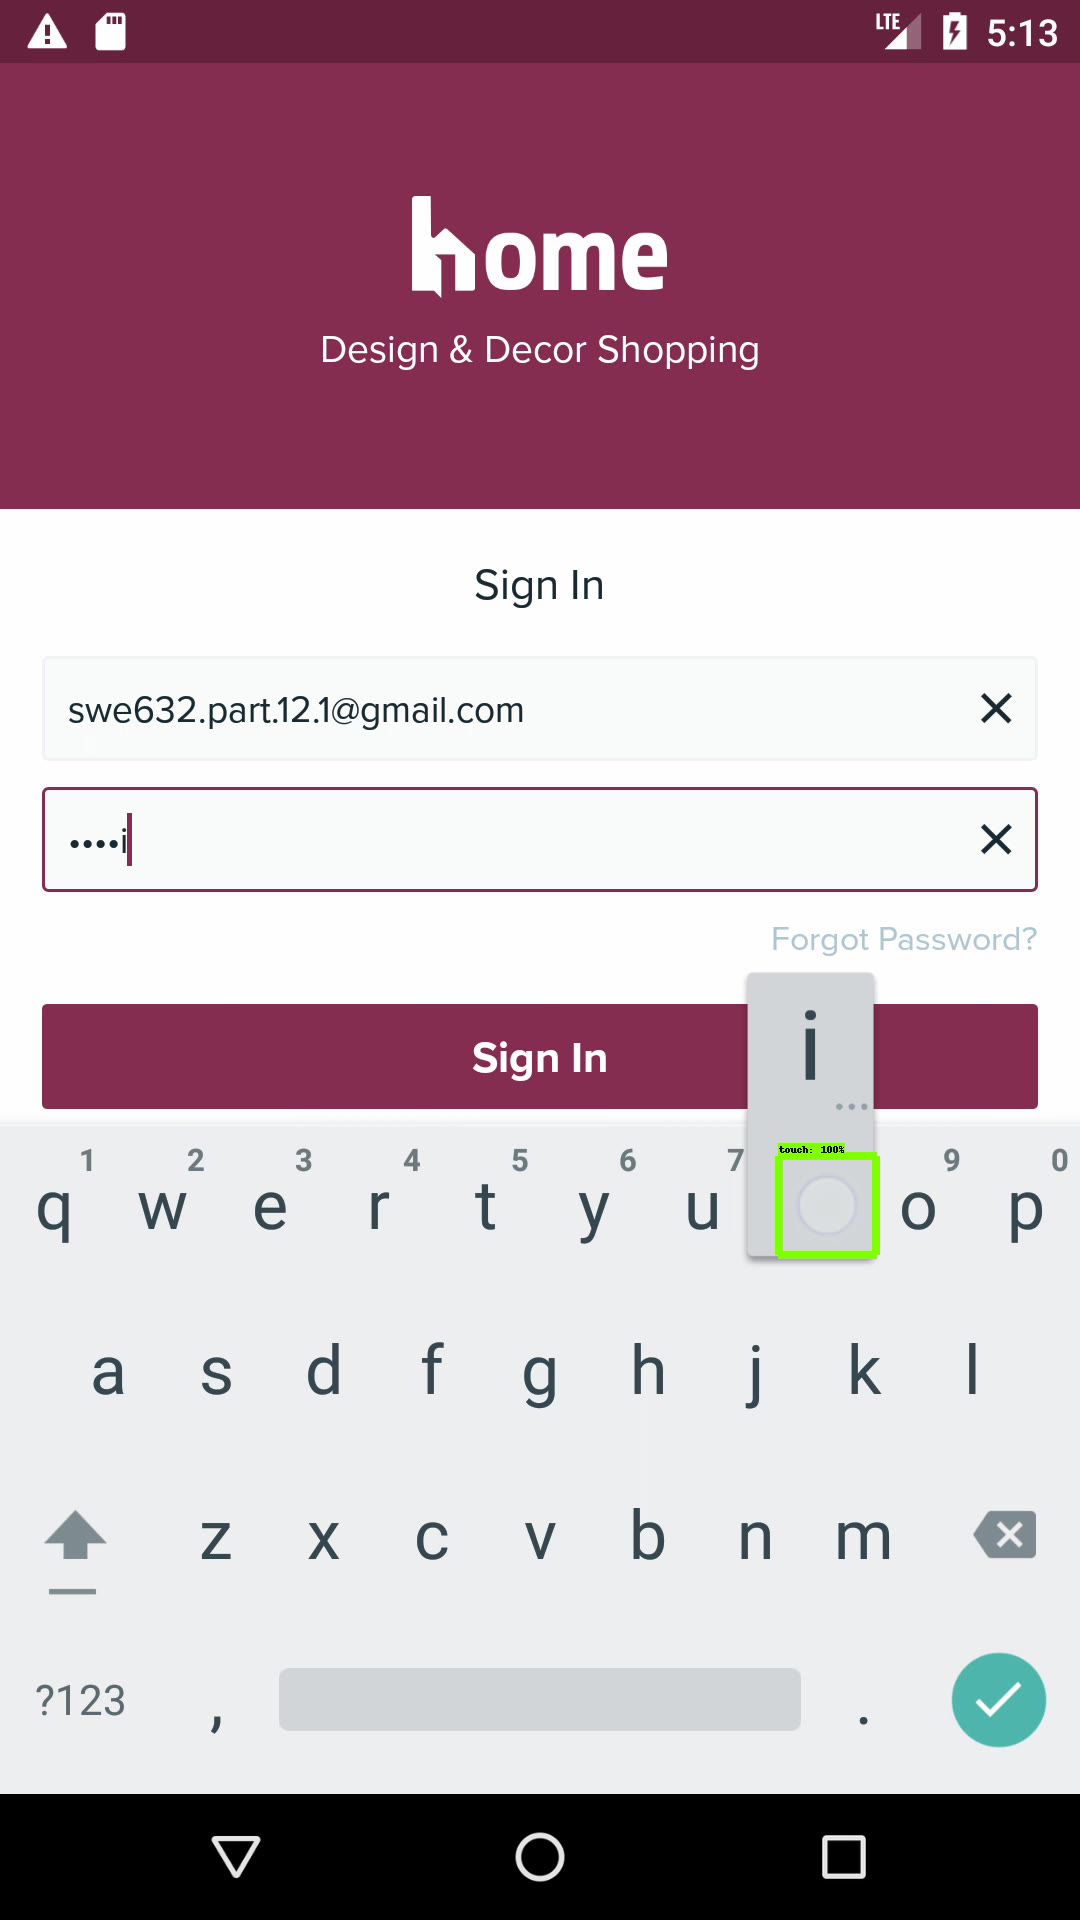 LTE 5:13
home
Design & Decor Shopping
Sign In
swe632.part.12.1@gmail.com
••••i
Forgot Password?
Sign In
i
...
touch: 100%
1 2 3 4 5 6 7 9 0
q w e r t y u o p
a s d f g h j k l
z x c v b n m
?123 , .